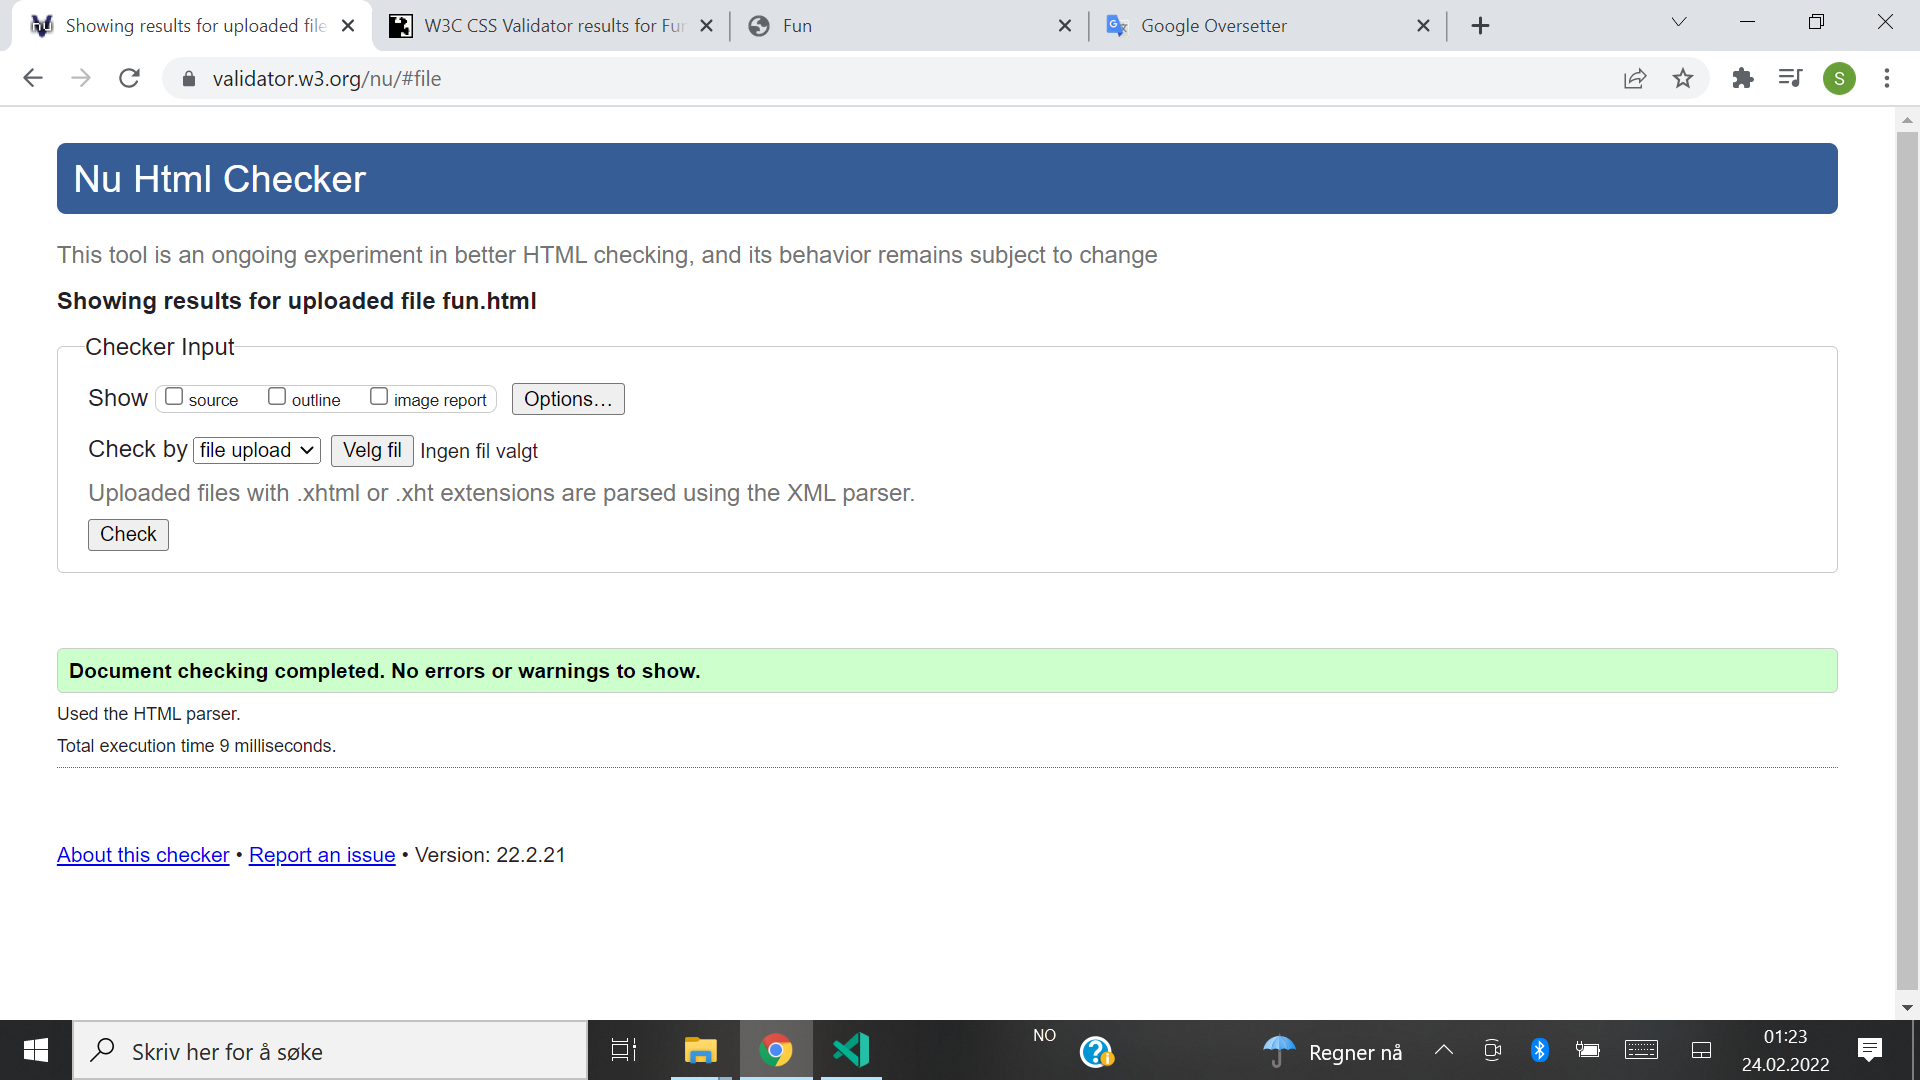 Showing results for uploaded file
W3C CSS Validator results for Fun
Fun
Google Oversetter
validator.w3.org/nu/#file
S
Nu Html Checker
This tool is an ongoing experiment in better HTML checking, and its behavior remains subject to change
Showing results for uploaded file fun.html
Checker Input
Show source outline image report Options…
Check by file upload Velg fil Ingen fil valgt
Uploaded files with .xhtml or .xht extensions are parsed using the XML parser.
Check
Document checking completed. No errors or warnings to show.
Used the HTML parser.
Total execution time 9 milliseconds.
About this checker • Report an issue • Version: 22.2.21
Skriv her for å søke
NO
Regner nå
01:23
24.02.2022